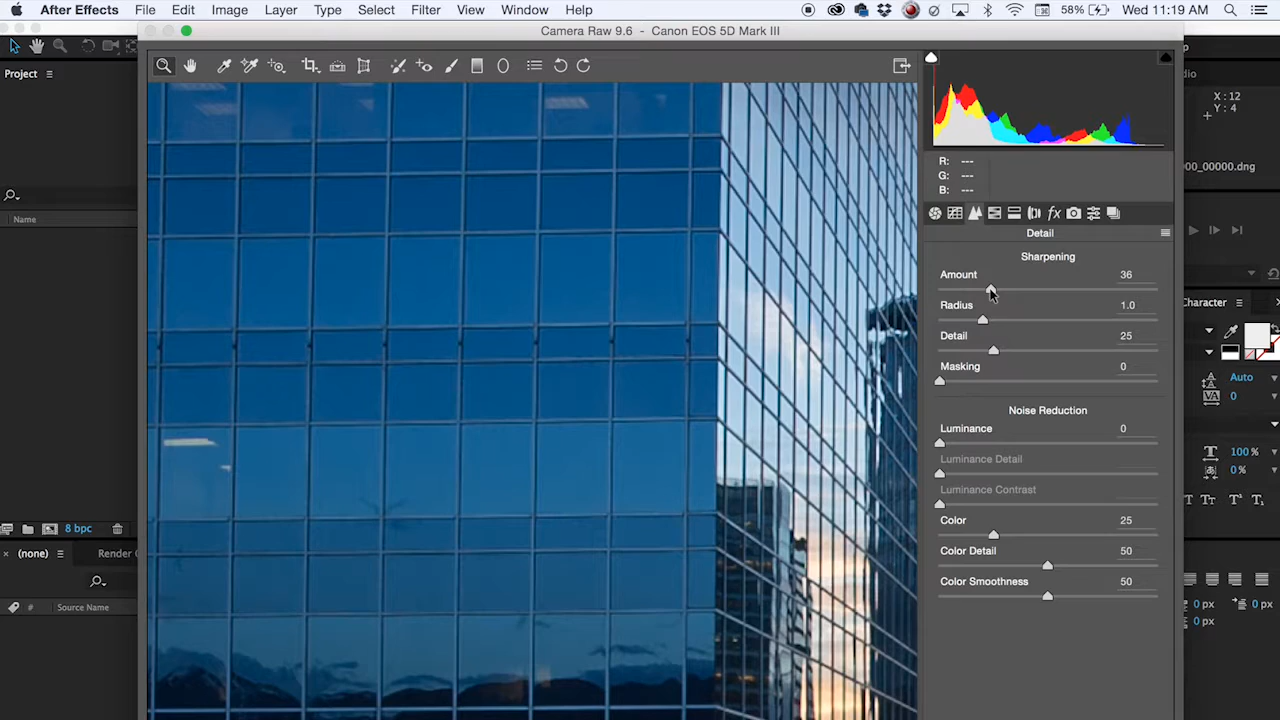 After Effects File Edit Image Layer Type Select Filter View Window Help 58% Wed 11:19 AM
Camera Raw 9.6 - Canon EOS 5D Mark III
Project
X : 12
Y : 4
R: ---
G: ---
B: ---
00_00000.dng
Name
fx
Detail
Sharpening
Amount 36
Radius 1.0
Detail 25
Masking 0
Character
Auto
VA 0
100 %
0 %
Noise Reduction
Luminance 0
Luminance Detail
Luminance Contrast
Color 25
Color Detail 50
Color Smoothness 50
8 bpc
(none) Render
# Source Name
0 px 0 px
0 px